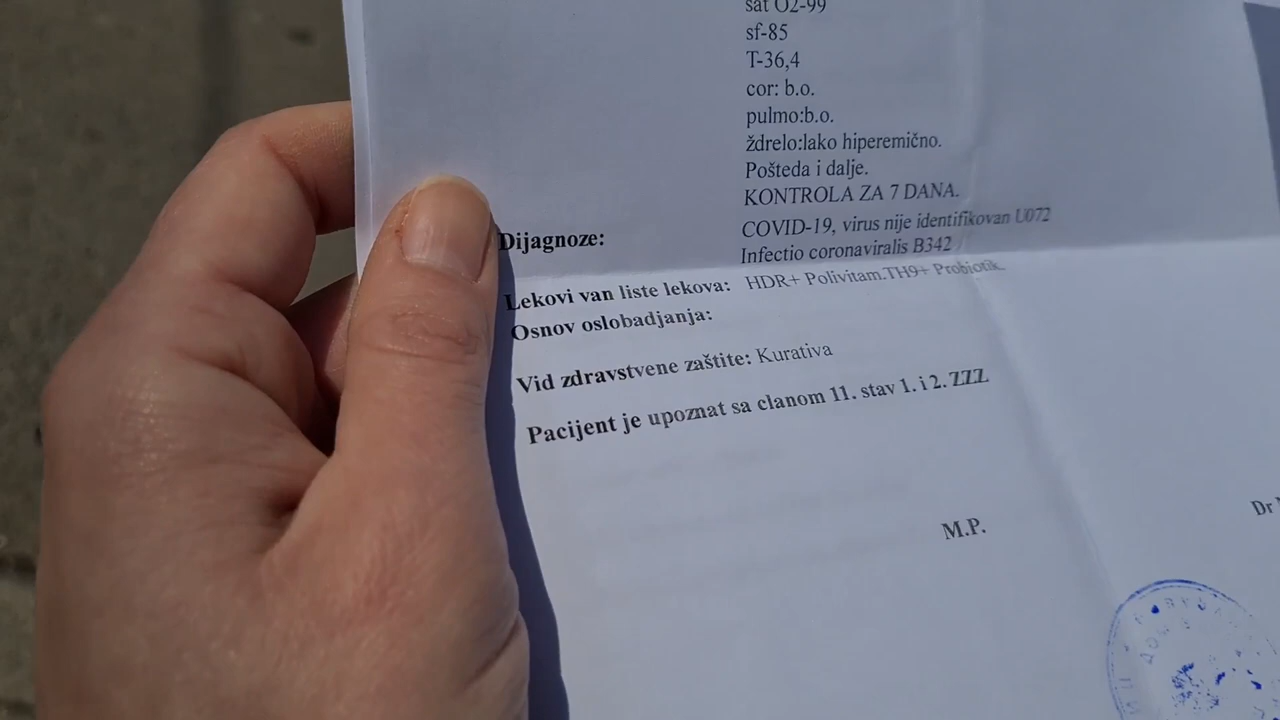 sat O2-99
sf-85
T-36,4
cor: b.o.
pulmo:b.o.
ždrelo:lako hiperemično.
Pošteda i dalje.
KONTROLA ZA 7 DANA.
Dijagnoze: COVID-19, virus nije identifikovan U072
Infectio coronaviralis B342
Lekovi van liste lekova: HDR+ Polivitam.TH9+ Probiotik.
Osnov oslobadjanja:
Vid zdravstvene zaštite: Kurativa
Pacijent je upoznat sa clanom 11. stav 1. i 2. ZZZ
M.P.
Dr